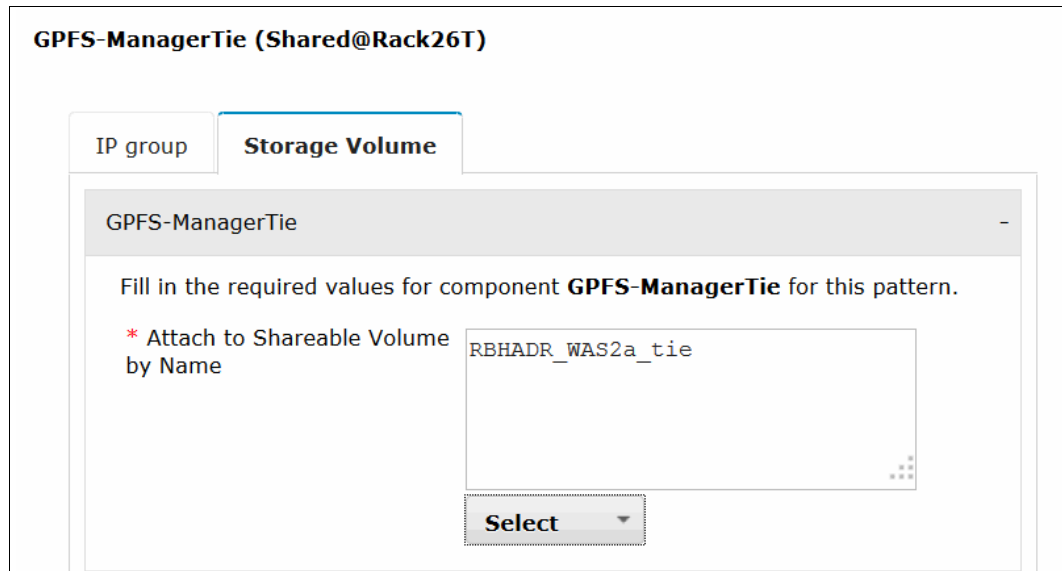 GPFS-ManagerTie (Shared@Rack26T)
IP group
Storage Volume
GPFS-ManagerTie -
Fill in the required values for component GPFS-ManagerTie for this pattern.
* Attach to Shareable Volume
by Name
RBHADR_WAS2a_tie
Select